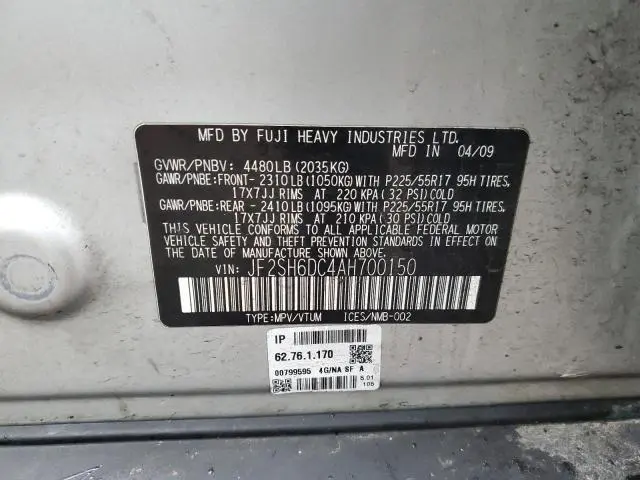 MFD BY FUJI HEAVY INDUSTRIES LTD.
MFD IN 04/09
GVWR/PNBV: 4480LB(2035KG)
GAWR/PNBE:FRONT- 2310LB(1050KG)WITH P225/55R17 95H TIRES,
17X7JJ RIMS AT 220 KPA(32 PSI)COLD
GAWR/PNBE:REAR - 2410LB(1095KG)WITH P225/55R17 95H TIRES,
17X7JJ RIMS AT 210 KPA(30 PSI)COLD
THIS VEHICLE CONFORMS TO ALL APPLICABLE FEDERAL MOTOR
VEHICLE SAFETY AND THEFT PREVENTION STANDARDS IN EFFECT ON
THE DATE OF MANUFACTURE SHOWN ABOVE.
VIN: JF2SH6DC4AH700150
TYPE:MPV/VTUM ICES/NMB-002
IP
62.76.1.170
00799595 4G/NA SF A
5.01
105